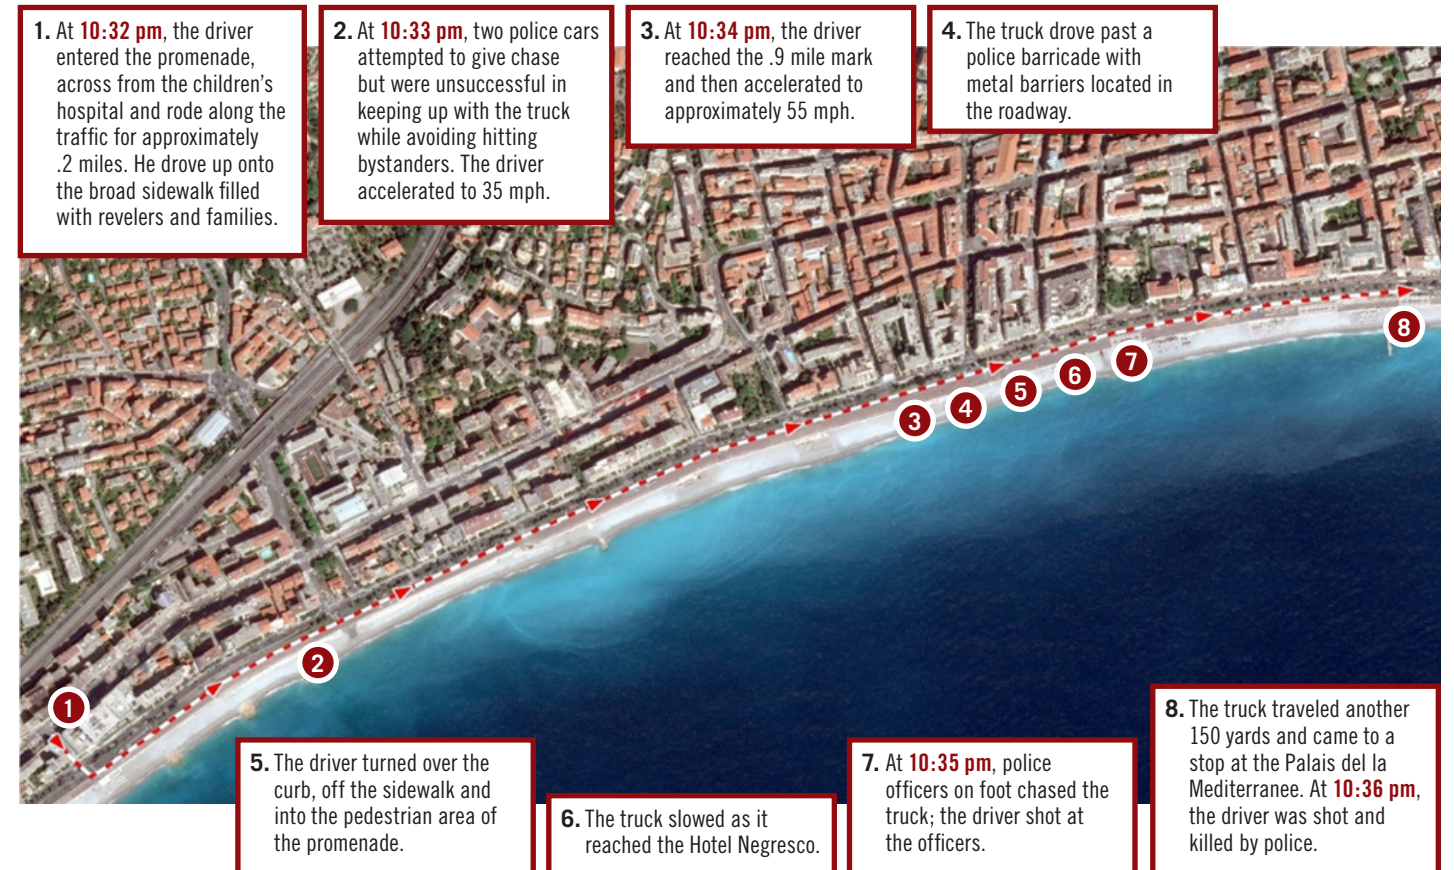 1. At 10:32 pm, the driver
entered the promenade,
across from the children's
hospital and rode along the
traffic for approximately
.2 miles. He drove up onto
the broad sidewalk filled
with revelers and families.
2. At 10:33 pm, two police cars
attempted to give chase
but were unsuccessful in
keeping up with the truck
while avoiding hitting
bystanders. The driver
accelerated to 35 mph.
3. At 10:34 pm, the driver
reached the .9 mile mark
and then accelerated to
approximately 55 mph.
4. The truck drove past a
police barricade with
metal barriers located in
the roadway.
1
2
3
4
5
6
7
8
5. The driver turned over the
curb, off the sidewalk and
into the pedestrian area of
the promenade.
6. The truck slowed as it
reached the Hotel Negresco.
7. At 10:35 pm, police
officers on foot chased the
truck; the driver shot at
the officers.
8. The truck traveled another
150 yards and came to a
stop at the Palais del la
Mediterranee. At 10:36 pm,
the driver was shot and
killed by police.